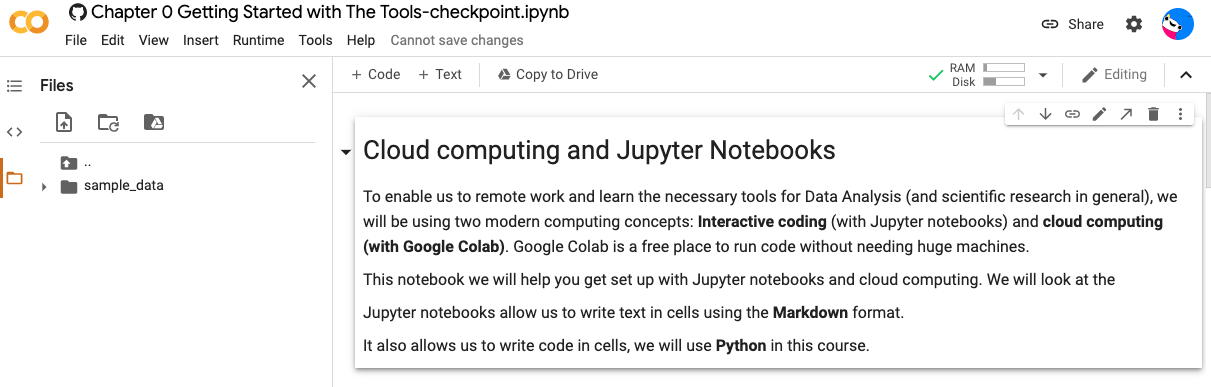 Chapter 0 Getting Started with The Tools-checkpoint.ipynb
File Edit View Insert Runtime Tools Help Cannot save changes
Share
Files
+ Code + Text Copy to Drive
RAM
Disk
Editing
..
sample_data
Cloud computing and Jupyter Notebooks
To enable us to remote work and learn the necessary tools for Data Analysis (and scientific research in general), we
will be using two modern computing concepts: Interactive coding (with Jupyter notebooks) and cloud computing
(with Google Colab). Google Colab is a free place to run code without needing huge machines.
This notebook we will help you get set up with Jupyter notebooks and cloud computing. We will look at the
Jupyter notebooks allow us to write text in cells using the Markdown format.
It also allows us to write code in cells, we will use Python in this course.